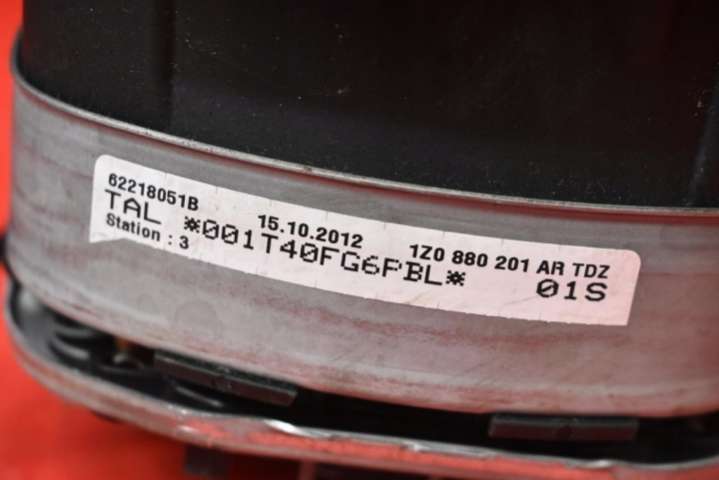 62218051B 15.10.2012 1Z0 880 201 AR TDZ
TAL *001T40FG6PBL* 01S
Station : 3